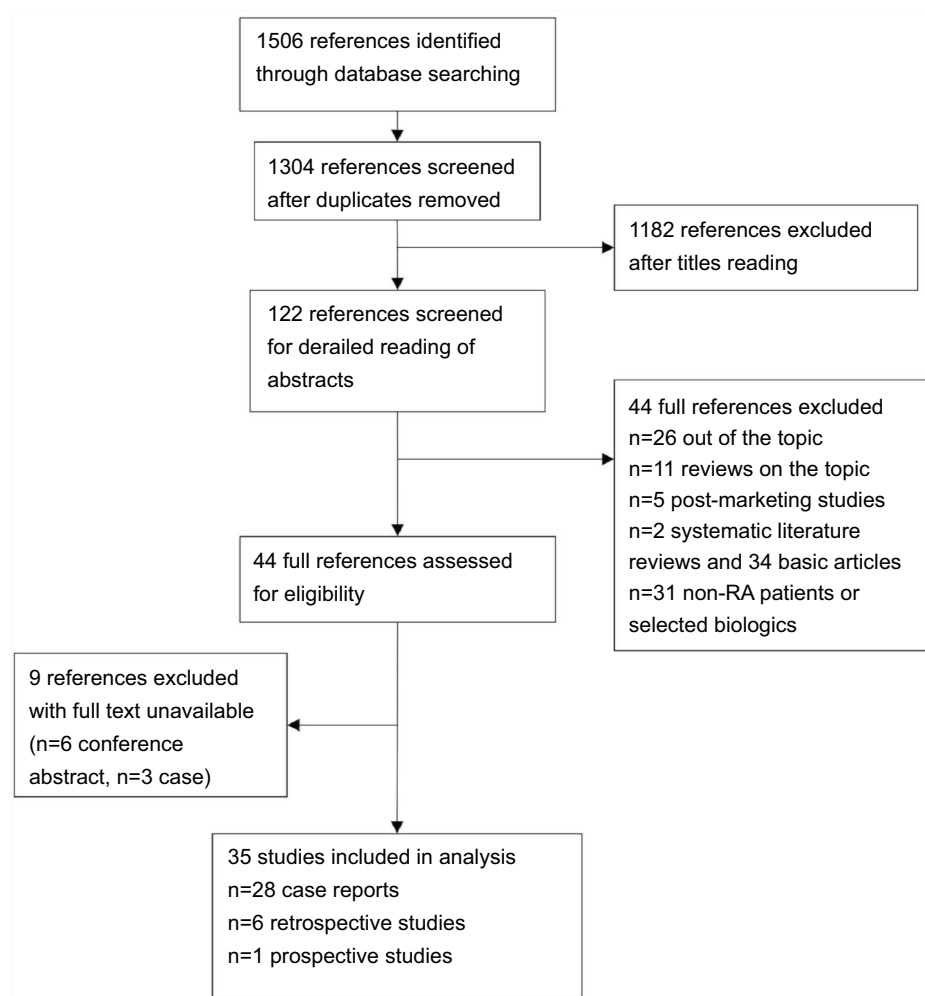 1506 references identified
through database searching
1304 references screened
after duplicates removed
1182 references excluded
after titles reading
122 references screened
for derailed reading of
abstracts
44 full references excluded
n=26 out of the topic
n=11 reviews on the topic
n=5 post-marketing studies
n=2 systematic literature
reviews and 34 basic articles
n=31 non-RA patients or
selected biologics
44 full references assessed
for eligibility
9 references excluded
with full text unavailable
(n=6 conference
abstract, n=3 case)
35 studies included in analysis
n=28 case reports
n=6 retrospective studies
n=1 prospective studies